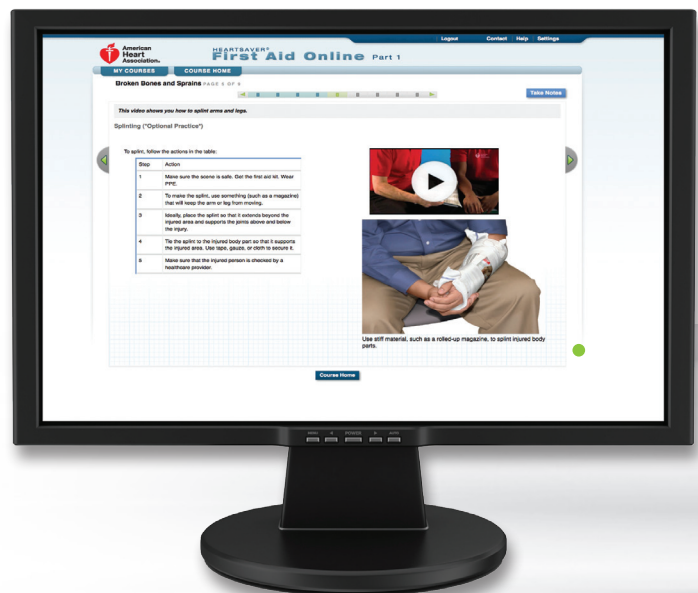 Logout Contact Help Settings
American
Heart
Association®
HEARTSAVER®
First Aid Online Part 1
MY COURSES COURSE HOME
Broken Bones and Sprains PAGE 5 OF 9
Take Notes
This video shows you how to splint arms and legs.
Splinting ("Optional Practice")
To splint, follow the actions in the table:
Step Action
1 Make sure the scene is safe. Get the first aid kit. Wear
PPE.
2 To make the splint, use something (such as a magazine)
that will keep the arm or leg from moving.
3 Ideally, place the splint so that it extends beyond the
injured area and supports the joints above and below
the injury.
4 Tie the splint to the injured body part so that it supports
the injured area. Use tape, gauze, or cloth to secure it.
5 Make sure that the injured person is checked by a
healthcare provider.
Use stiff material, such as a rolled-up magazine, to splint injured body
parts.
Course Home
MENU POWER AUTO